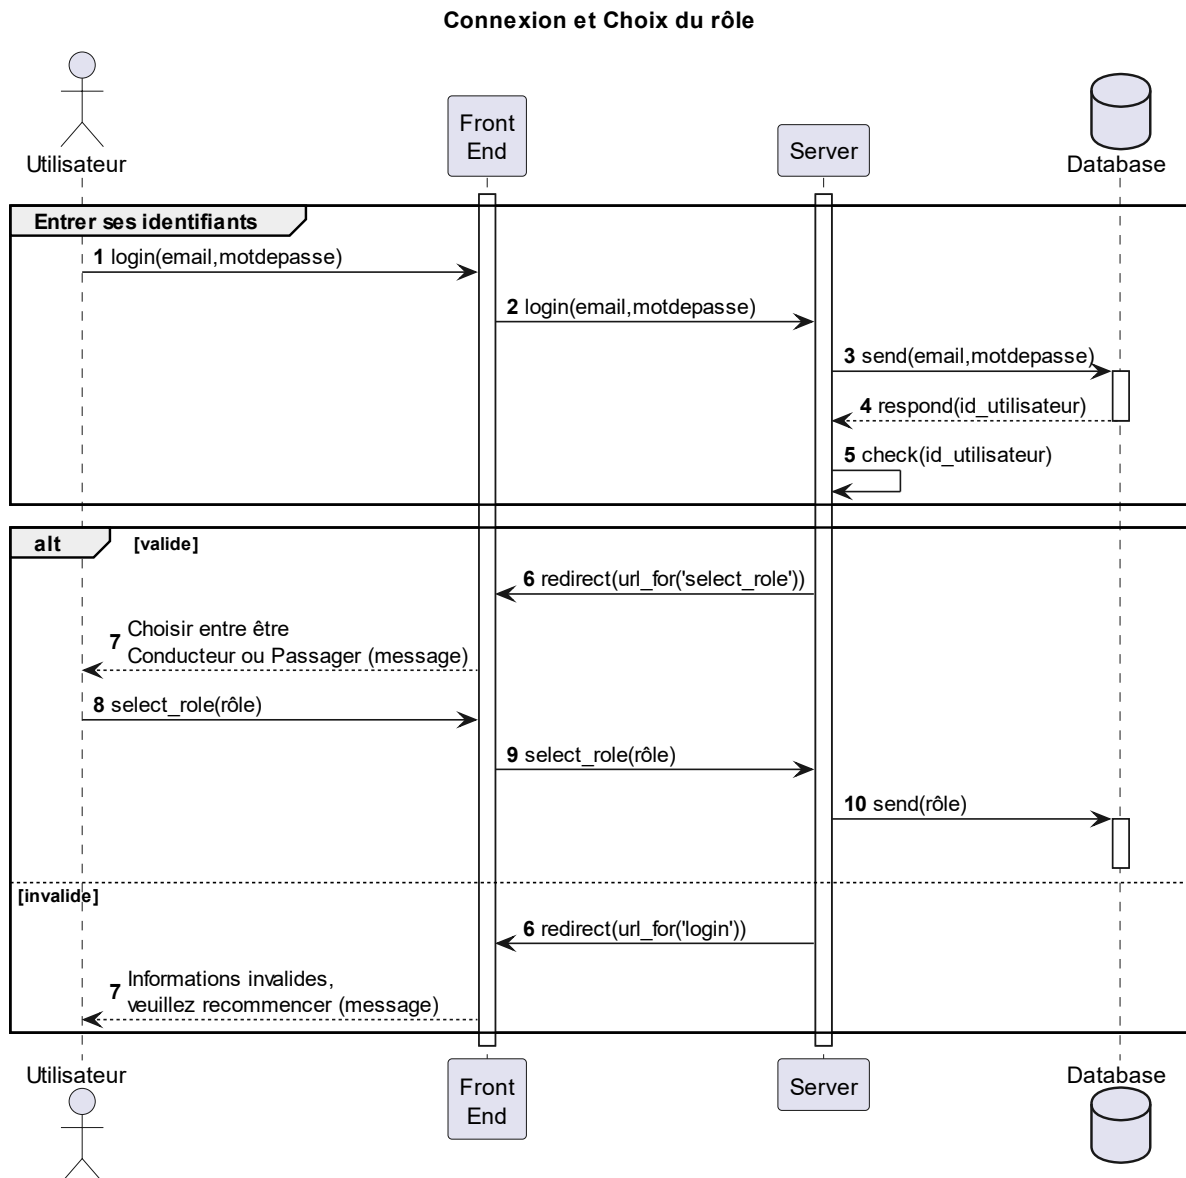 Connexion et Choix du rôle
Utilisateur
Front
End
Server
Database
Entrer ses identifiants
1 login(email,motdepasse)
2 login(email,motdepasse)
3 send(email,motdepasse)
4 respond(id_utilisateur)
5 check(id_utilisateur)
alt [valide]
6 redirect(url_for('select_role'))
7 Choisir entre être
Conducteur ou Passager (message)
8 select_role(rôle)
9 select_role(rôle)
10 send(rôle)
[invalide]
6 redirect(url_for('login'))
7 Informations invalides,
veuillez recommencer (message)
Utilisateur
Front
End
Server
Database